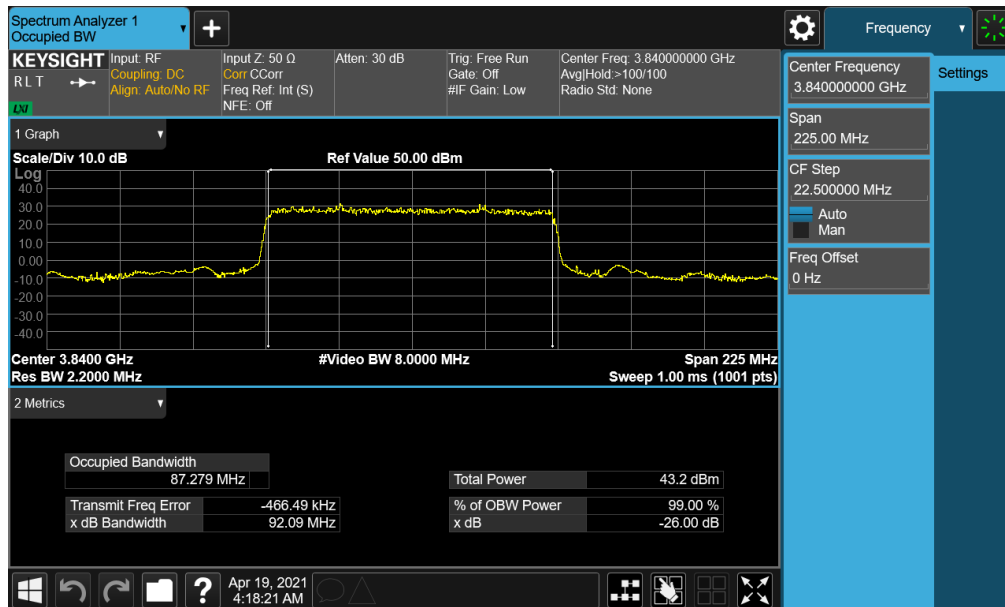 Spectrum Analyzer 1
Occupied BW
+
Frequency
KEYSIGHT
R L T
LXI
Input: RF
Coupling: DC
Align: Auto/No RF
Input Z: 50 Ω
Corr CCorr
Freq Ref: Int (S)
NFE: Off
Atten: 30 dB
Trig: Free Run
Gate: Off
#IF Gain: Low
Center Freq: 3.840000000 GHz
Avg|Hold:>100/100
Radio Std: None
Center Frequency
3.840000000 GHz
Settings
Span
225.00 MHz
CF Step
22.500000 MHz
Auto
Man
Freq Offset
0 Hz
1 Graph
Scale/Div 10.0 dB
Ref Value 50.00 dBm
Log
40.0
30.0
20.0
10.0
0.00
-10.0
-20.0
-30.0
-40.0
Center 3.8400 GHz
#Video BW 8.0000 MHz
Span 225 MHz
Res BW 2.2000 MHz
Sweep 1.00 ms (1001 pts)
2 Metrics
Occupied Bandwidth
87.279 MHz
Total Power 43.2 dBm
Transmit Freq Error -466.49 kHz
% of OBW Power 99.00 %
x dB Bandwidth 92.09 MHz
x dB -26.00 dB
?
Apr 19, 2021
4:18:21 AM